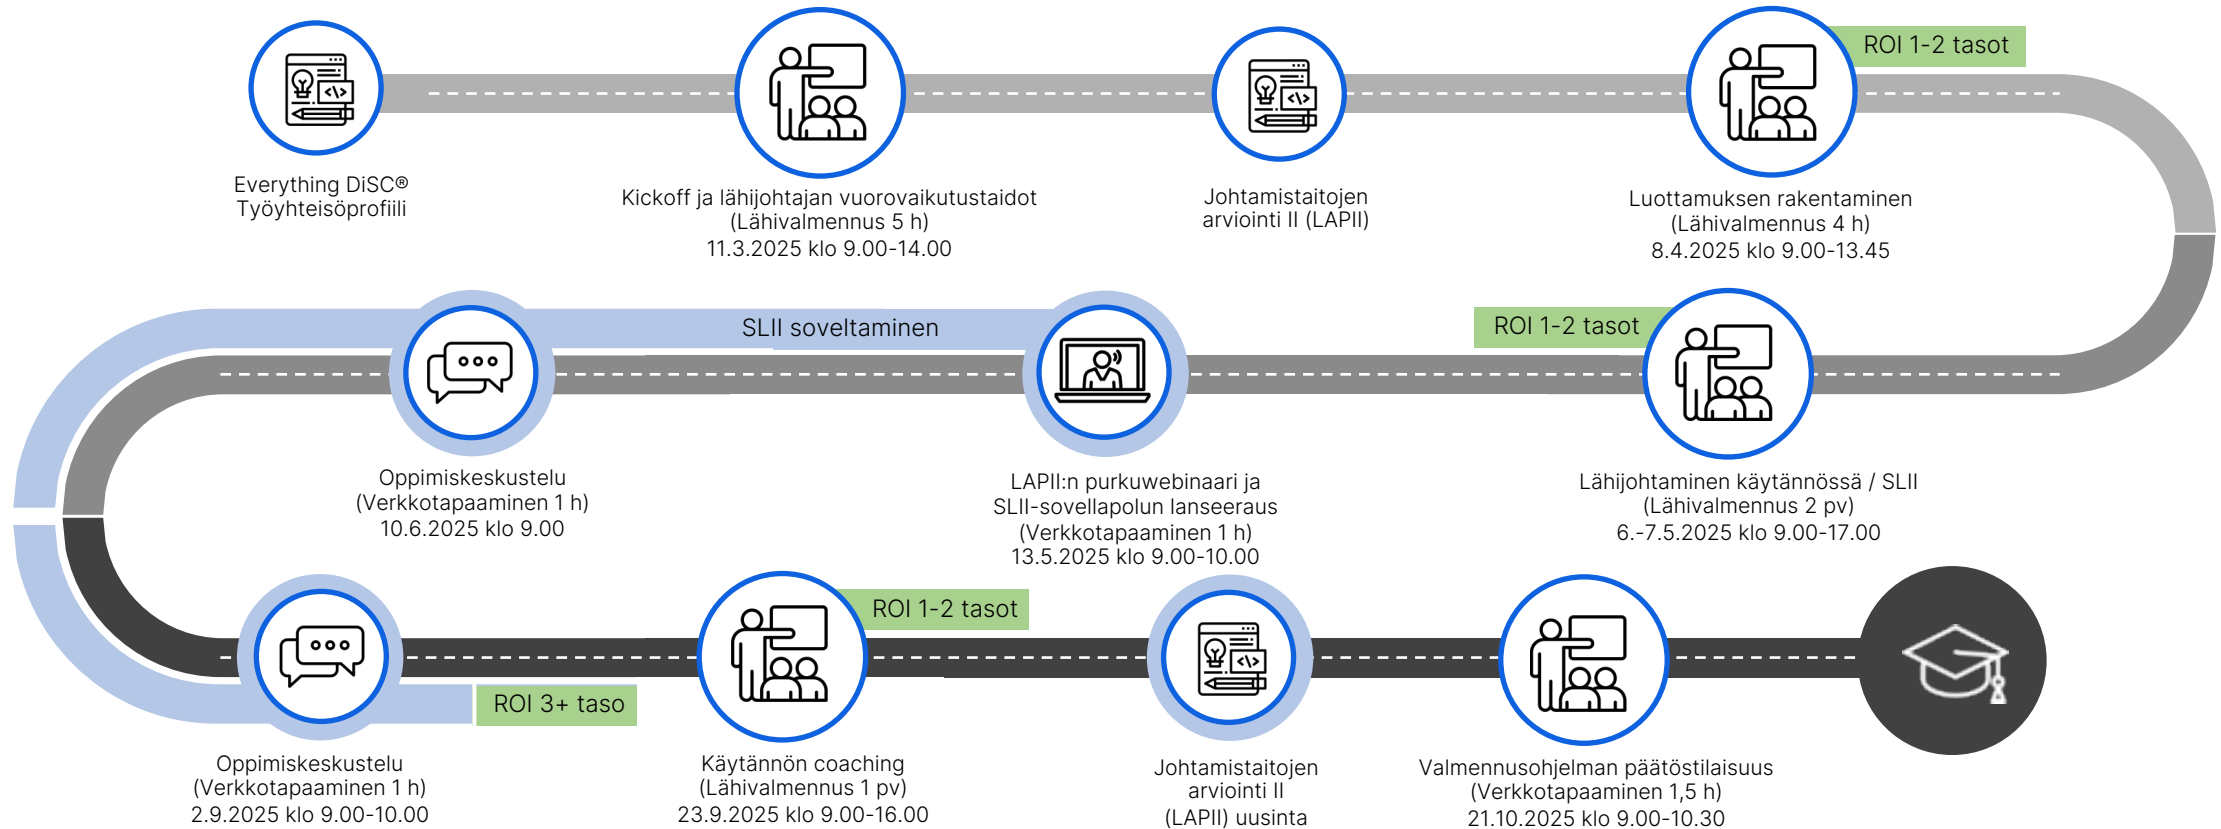 ROI 1-2 tasot
Everything DiSC®
Työyhteisöprofiili
Kickoff ja lähijohtajan vuorovaikutustaidot
(Lähivalmennus 5 h)
11.3.2025 klo 9.00-14.00
Johtamistaitojen
arviointi II (LAPII)
Luottamuksen rakentaminen
(Lähivalmennus 4 h)
8.4.2025 klo 9.00-13.45
ROI 1-2 tasot
SLII soveltaminen
Lähijohtaminen käytännössä / SLII
(Lähivalmennus 2 pv)
6.-7.5.2025 klo 9.00-17.00
LAPII:n purkuwebinaari ja
SLII-sovellapolun lanseeraus
(Verkkotapaaminen 1 h)
13.5.2025 klo 9.00-10.00
Oppimiskeskustelu
(Verkkotapaaminen 1 h)
10.6.2025 klo 9.00
ROI 1-2 tasot
ROI 3+ taso
Oppimiskeskustelu
(Verkkotapaaminen 1 h)
2.9.2025 klo 9.00-10.00
Käytännön coaching
(Lähivalmennus 1 pv)
23.9.2025 klo 9.00-16.00
Johtamistaitojen
arviointi II
(LAPII) uusinta
Valmennusohjelman päätöstilaisuus
(Verkkotapaaminen 1,5 h)
21.10.2025 klo 9.00-10.30